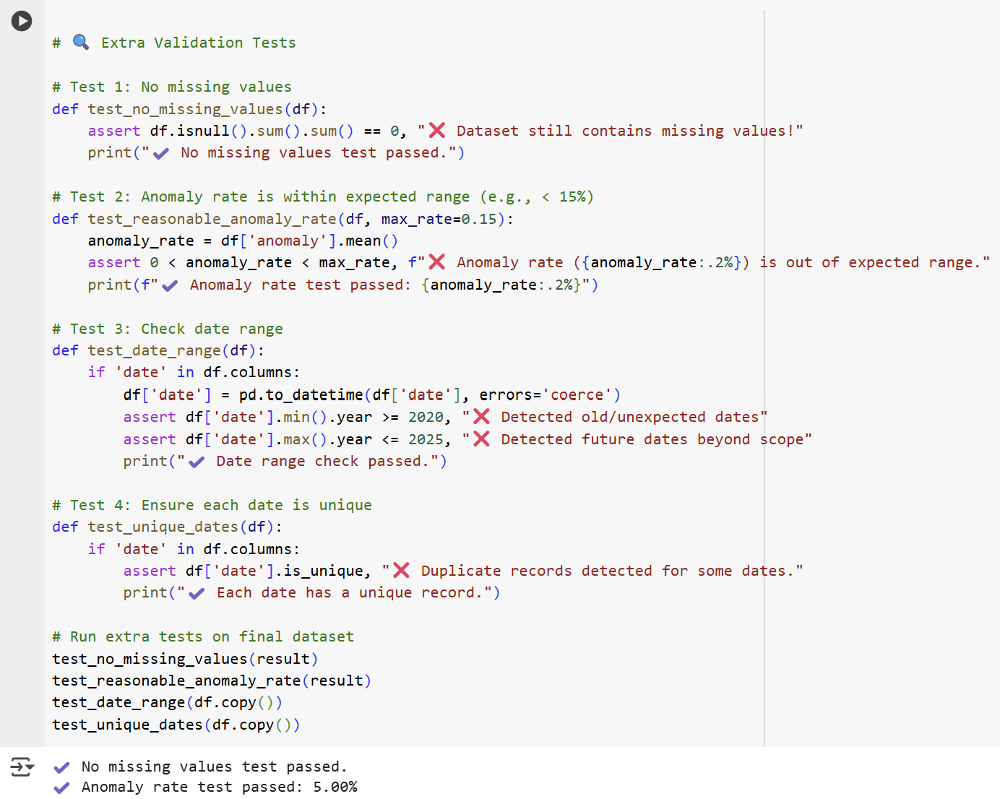 # 🔍 Extra Validation Tests
# Test 1: No missing values
def test_no_missing_values(df):
    assert df.isnull().sum().sum() == 0, "❌ Dataset still contains missing values!"
    print("✔ No missing values test passed.")
# Test 2: Anomaly rate is within expected range (e.g., < 15%)
def test_reasonable_anomaly_rate(df, max_rate=0.15):
    anomaly_rate = df['anomaly'].mean()
    assert 0 < anomaly_rate < max_rate, f"❌ Anomaly rate ({anomaly_rate:.2%}) is out of expected range."
    print(f"✔ Anomaly rate test passed: {anomaly_rate:.2%}")
# Test 3: Check date range
def test_date_range(df):
    if 'date' in df.columns:
        df['date'] = pd.to_datetime(df['date'], errors='coerce')
        assert df['date'].min().year >= 2020, "❌ Detected old/unexpected dates"
        assert df['date'].max().year <= 2025, "❌ Detected future dates beyond scope"
        print("✔ Date range check passed.")
# Test 4: Ensure each date is unique
def test_unique_dates(df):
    if 'date' in df.columns:
        assert df['date'].is_unique, "❌ Duplicate records detected for some dates."
        print("✔ Each date has a unique record.")
# Run extra tests on final dataset
test_no_missing_values(result)
test_reasonable_anomaly_rate(result)
test_date_range(df.copy())
test_unique_dates(df.copy())
✔ No missing values test passed.
✔ Anomaly rate test passed: 5.00%